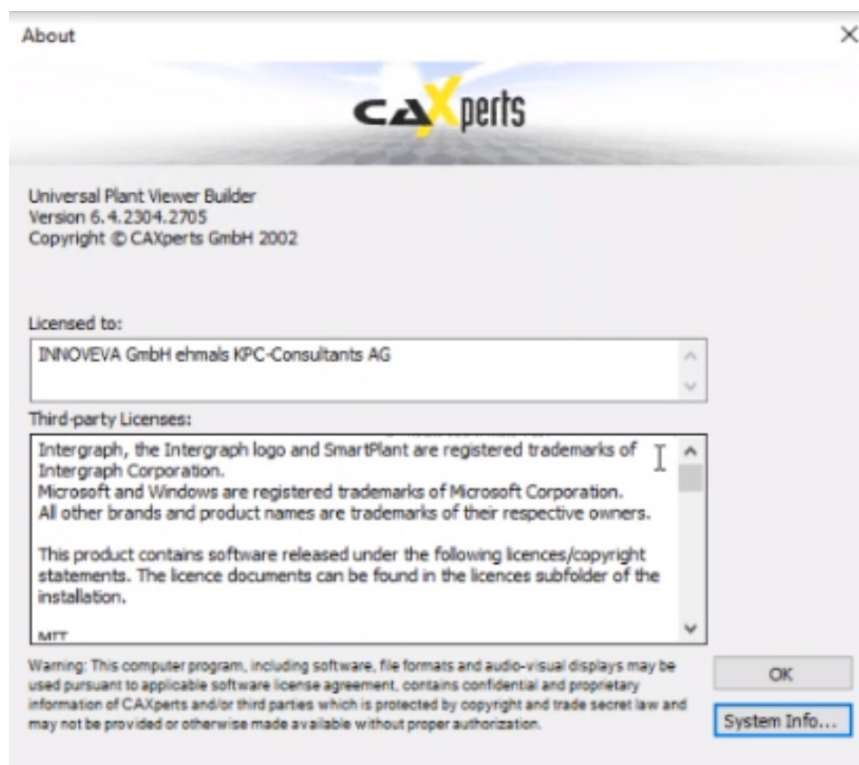 About
caXperts
Universal Plant Viewer Builder
Version 6.4.2304.2705
Copyright © CAXperts GmbH 2002
Licensed to:
INNOVEVA GmbH ehmals KPC-Consultants AG
Third-party Licenses:
Intergraph, the Intergraph logo and SmartPlant are registered trademarks of
Intergraph Corporation.
Microsoft and Windows are registered trademarks of Microsoft Corporation.
All other brands and product names are trademarks of their respective owners.
This product contains software released under the following licences/copyright
statements. The licence documents can be found in the licences subfolder of the
installation.
MIT
Warning: This computer program, including software, file formats and audio-visual displays may be
used pursuant to applicable software license agreement, contains confidential and proprietary
information of CAXperts and/or third parties which is protected by copyright and trade secret law and
may not be provided or otherwise made available without proper authorization.
OK
System Info...